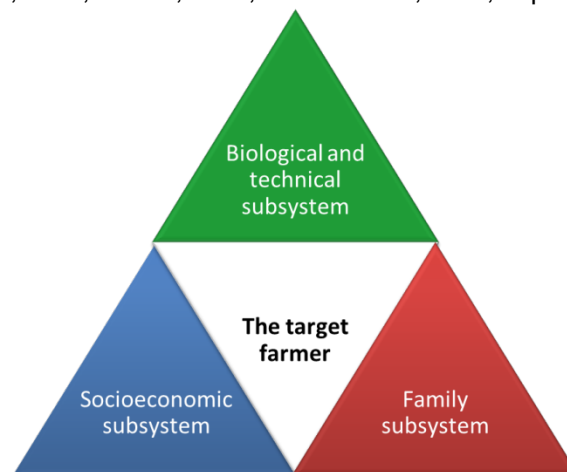 Biological and
technical
subsystem
The target
farmer
Socioeconomic
subsystem
Family
subsystem